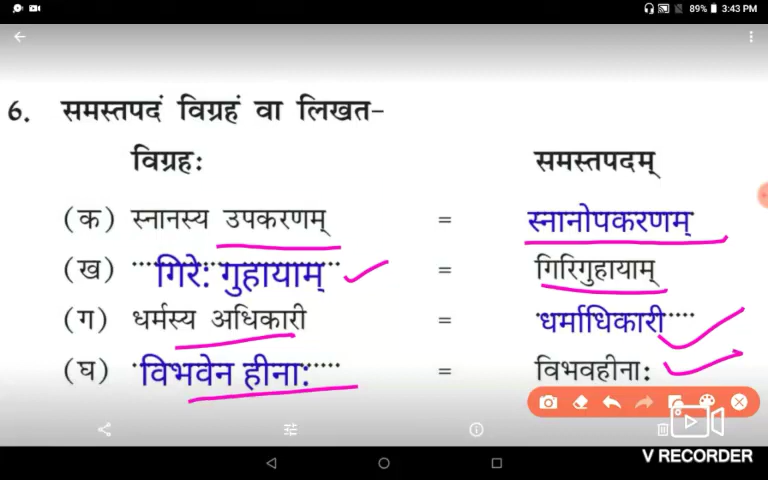 89% 3:43 PM
6. समस्तपदं विग्रहं वा लिखत-
विग्रहः समस्तपदम्
(क) स्नानस्य उपकरणम् = स्नानोपकरणम्
(ख) गिरेः गुहायाम् = गिरिगुहायाम्
(ग) धर्मस्य अधिकारी = धर्माधिकारी
(घ) विभवेन हीनाः = विभवहीनाः
V RECORDER